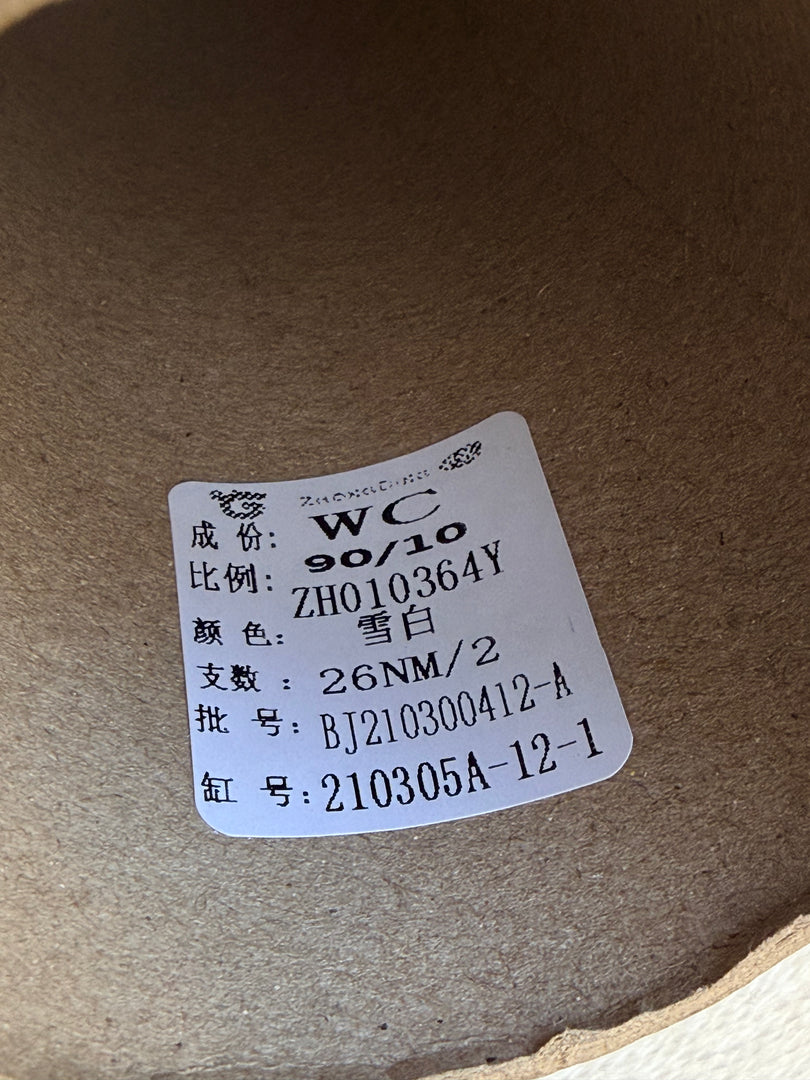 成 份: WC
比例: 90/10
ZH010364Y
颜 色: 雪白
支数 : 26NM/2
批 号: BJ210300412-A
缸 号: 210305A-12-1